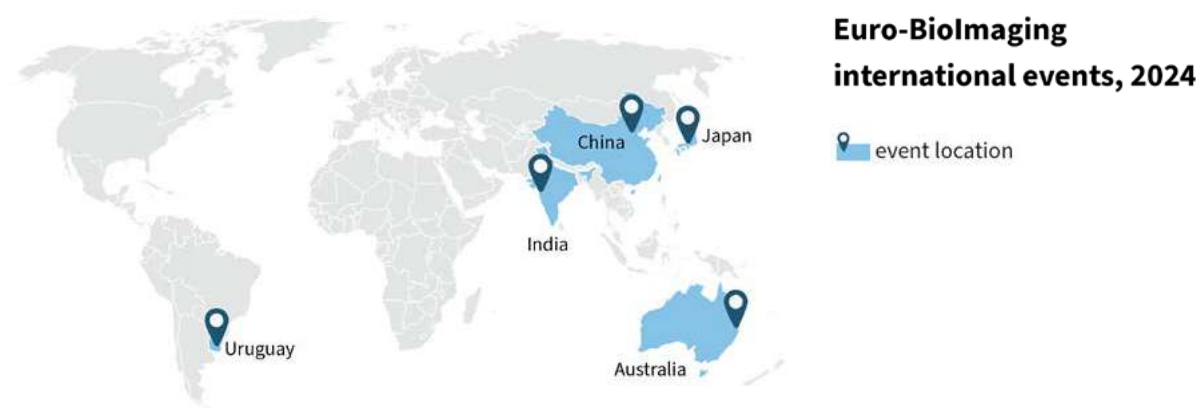 Euro-BioImaging
international events, 2024
event location
China
Japan
India
Uruguay
Australia